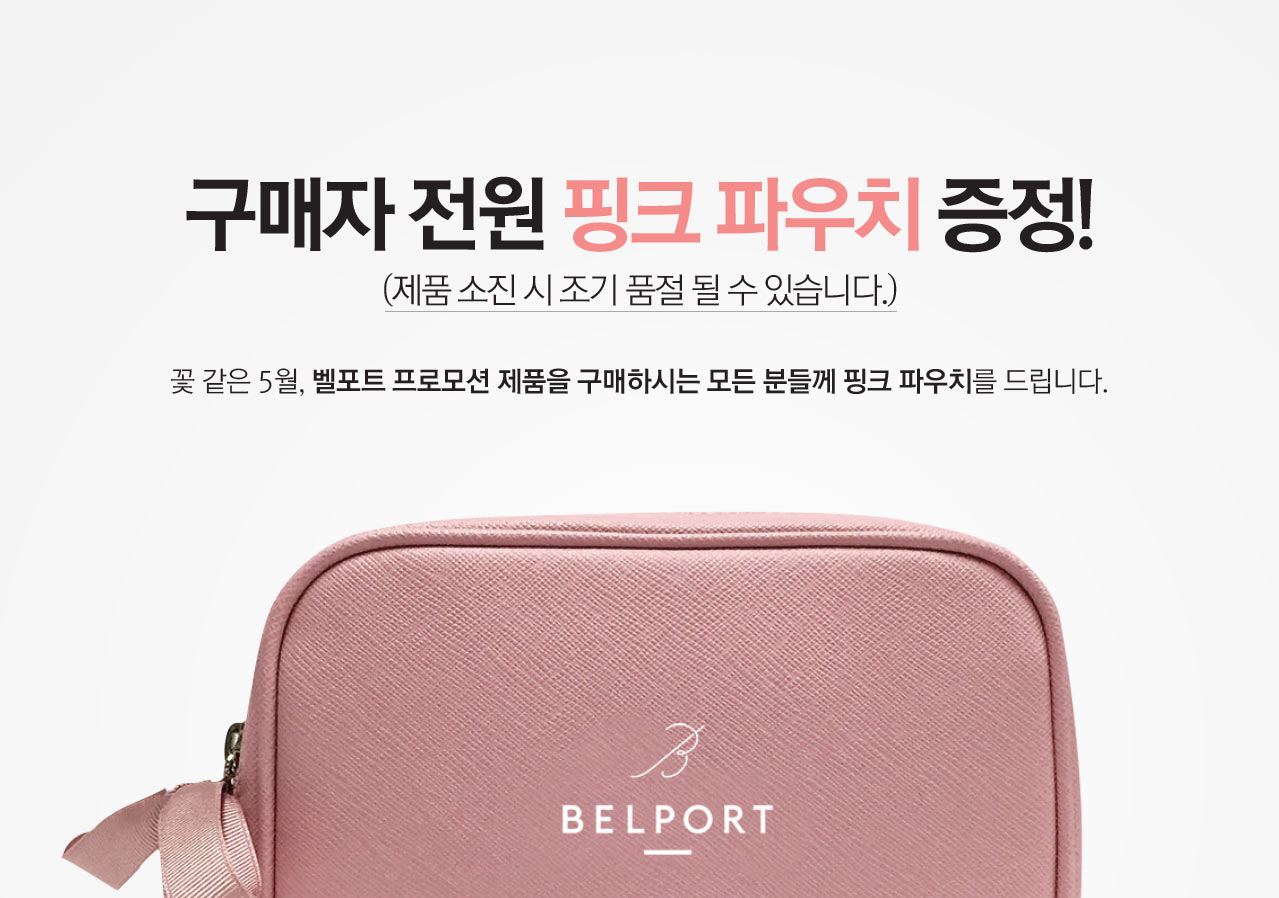 구매자 전원 핑크 파우치 증정!
(제품 소진 시 조기 품절 될 수 있습니다.)
꽃 같은 5월, 벨포트 프로모션 제품을 구매하시는 모든 분들께 핑크 파우치를 드립니다.
B
BELPORT